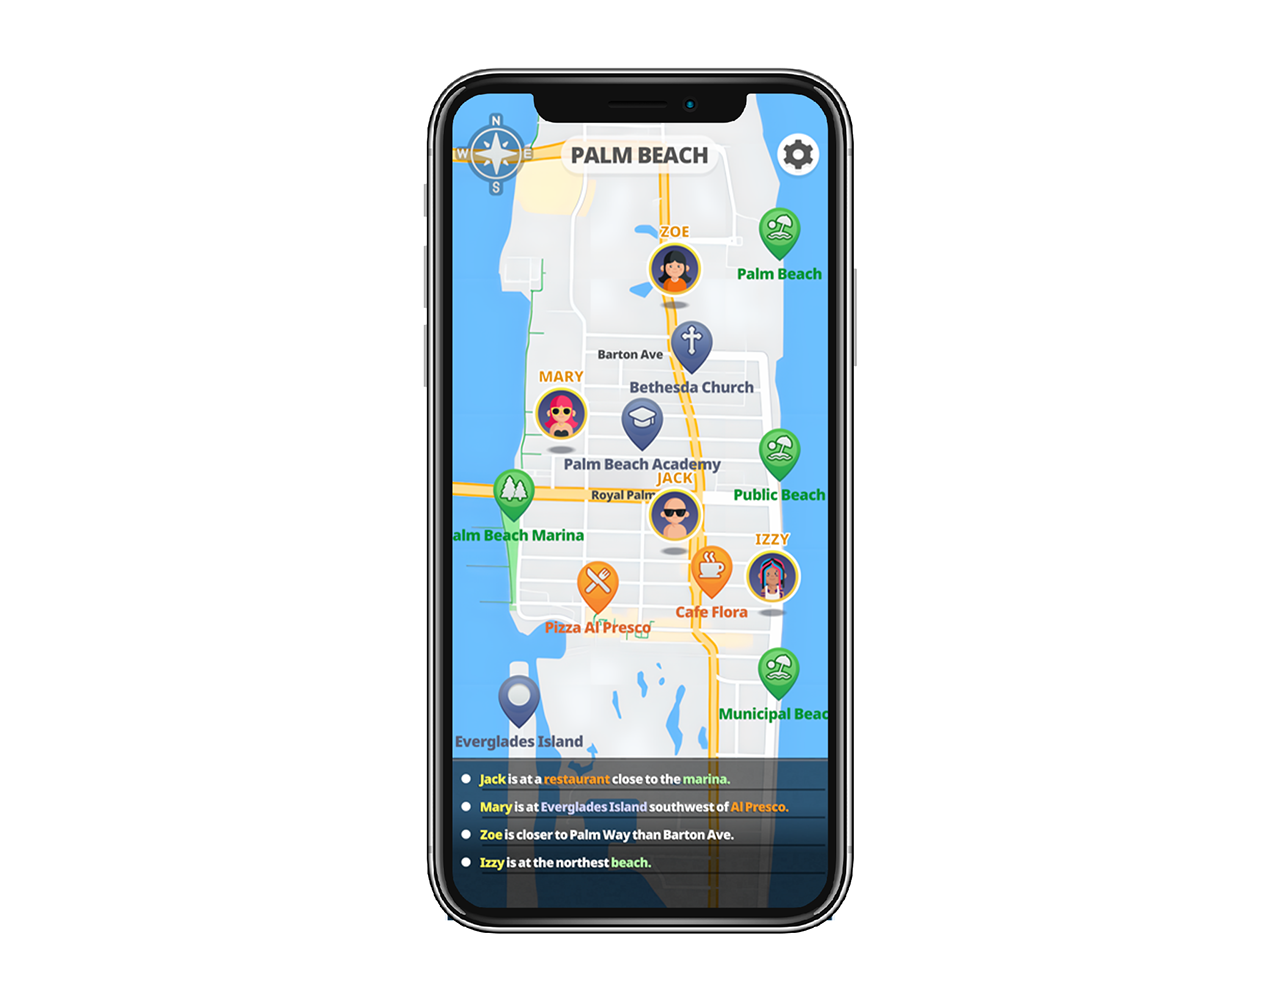 N
W E
S
PALM BEACH
ZOE
Palm Beach
Barton Ave
Bethesda Church
MARY
Palm Beach Academy
JACK
Royal Palm
Public Beach
alm Beach Marina
IZZY
Cafe Flora
Pizza Al Presco
Municipal Beac
Everglades Island
Jack is at a restaurant close to the marina.
Mary is at Everglades Island southwest of Al Presco.
Zoe is closer to Palm Way than Barton Ave.
Izzy is at the northest beach.